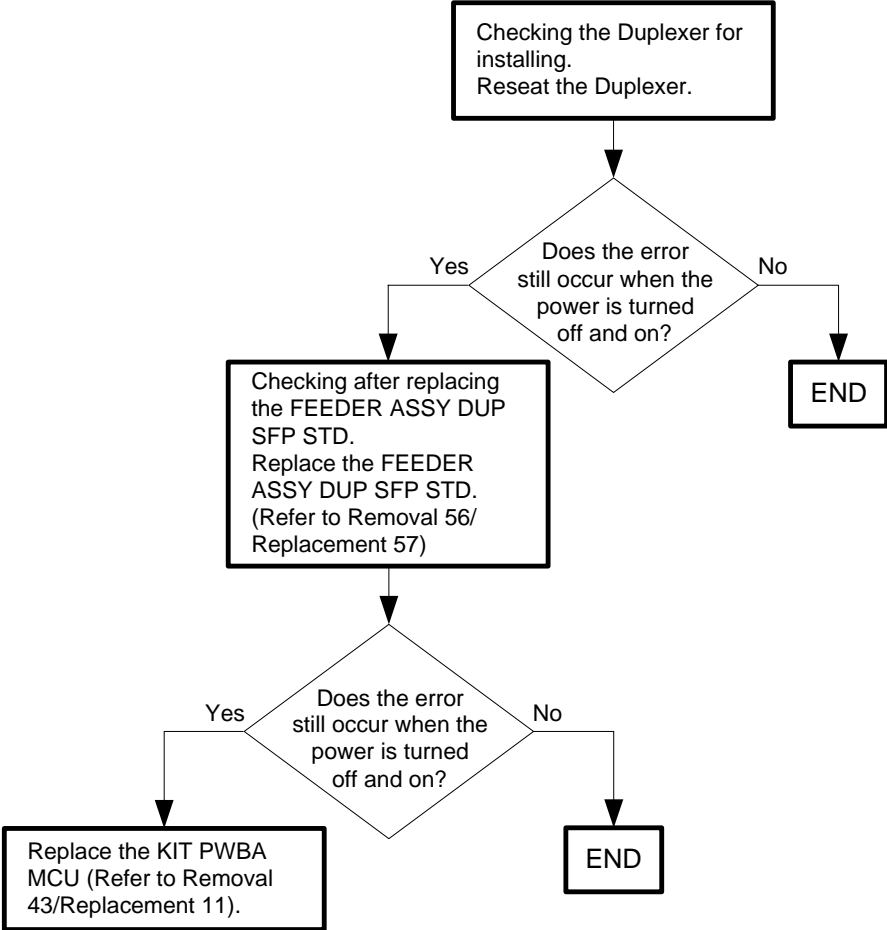 Checking the Duplexer for
installing.
Reseat the Duplexer.
Does the error
still occur when the
power is turned
off and on?
Yes
No
END
Checking after replacing
the FEEDER ASSY DUP
SFP STD.
Replace the FEEDER
ASSY DUP SFP STD.
(Refer to Removal 56/
Replacement 57)
Does the error
still occur when the
power is turned
off and on?
Yes
No
END
Replace the KIT PWBA
MCU (Refer to Removal
43/Replacement 11).